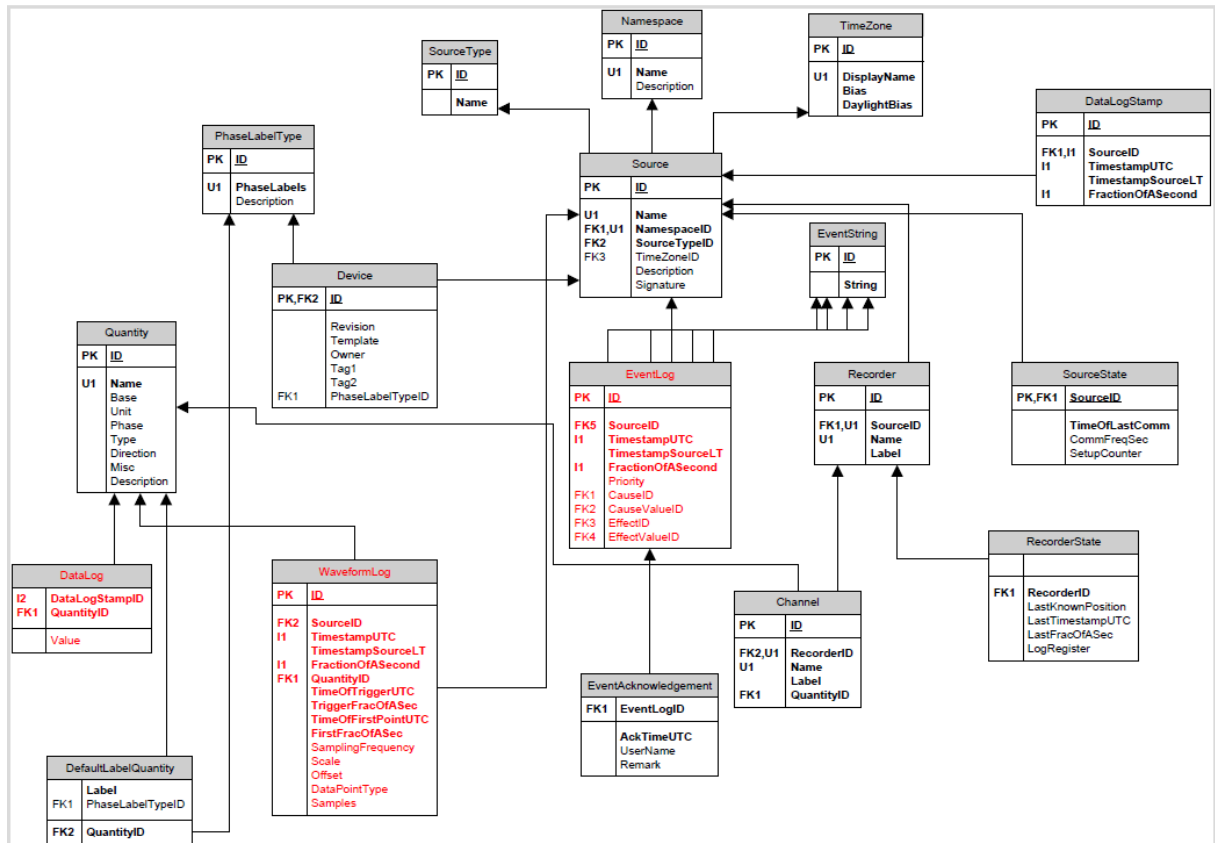 Namespace
PK ID
U1 Name
Description
TimeZone
PK ID
U1 DisplayName
Bias
DaylightBias
SourceType
PK ID
Name
DataLogStamp
PK ID
FK1,I1 SourceID
I1 TimestampUTC
TimestampSourceLT
I1 FractionOfASecond
PhaseLabelType
PK ID
U1 PhaseLabels
Description
Source
PK ID
U1 Name
FK1,U1 NamespaceID
FK2 SourceTypeID
FK3 TimeZoneID
Description
Signature
EventString
PK ID
String
Device
PK,FK2 ID
Revision
Template
Owner
Tag1
Tag2
FK1 PhaseLabelTypeID
Quantity
PK ID
U1 Name
Base
Unit
Phase
Type
Direction
Misc
Description
EventLog
PK ID
FK5 SourceID
I1 TimestampUTC
TimestampSourceLT
I1 FractionOfASecond
Priority
FK1 CauseID
FK2 CauseValueID
FK3 EffectID
FK4 EffectValueID
Recorder
PK ID
FK1,U1 SourceID
U1 Name
Label
SourceState
PK,FK1 SourceID
TimeOfLastComm
CommFreqSec
SetupCounter
RecorderState
FK1 RecorderID
LastKnownPosition
LastTimestampUTC
LastFracOfASec
LogRegister
DataLog
I2 DataLogStampID
FK1 QuantityID
Value
WaveformLog
PK ID
FK2 SourceID
I1 TimestampUTC
TimestampSourceLT
I1 FractionOfASecond
FK1 QuantityID
TimeOfTriggerUTC
TriggerFracOfASec
TimeOfFirstPointUTC
FirstFracOfASec
SamplingFrequency
Scale
Offset
DataPointType
Samples
Channel
PK ID
FK2,U1 RecorderID
U1 Name
Label
FK1 QuantityID
EventAcknowledgement
FK1 EventLogID
AckTimeUTC
UserName
Remark
DefaultLabelQuantity
Label
FK1 PhaseLabelTypeID
FK2 QuantityID